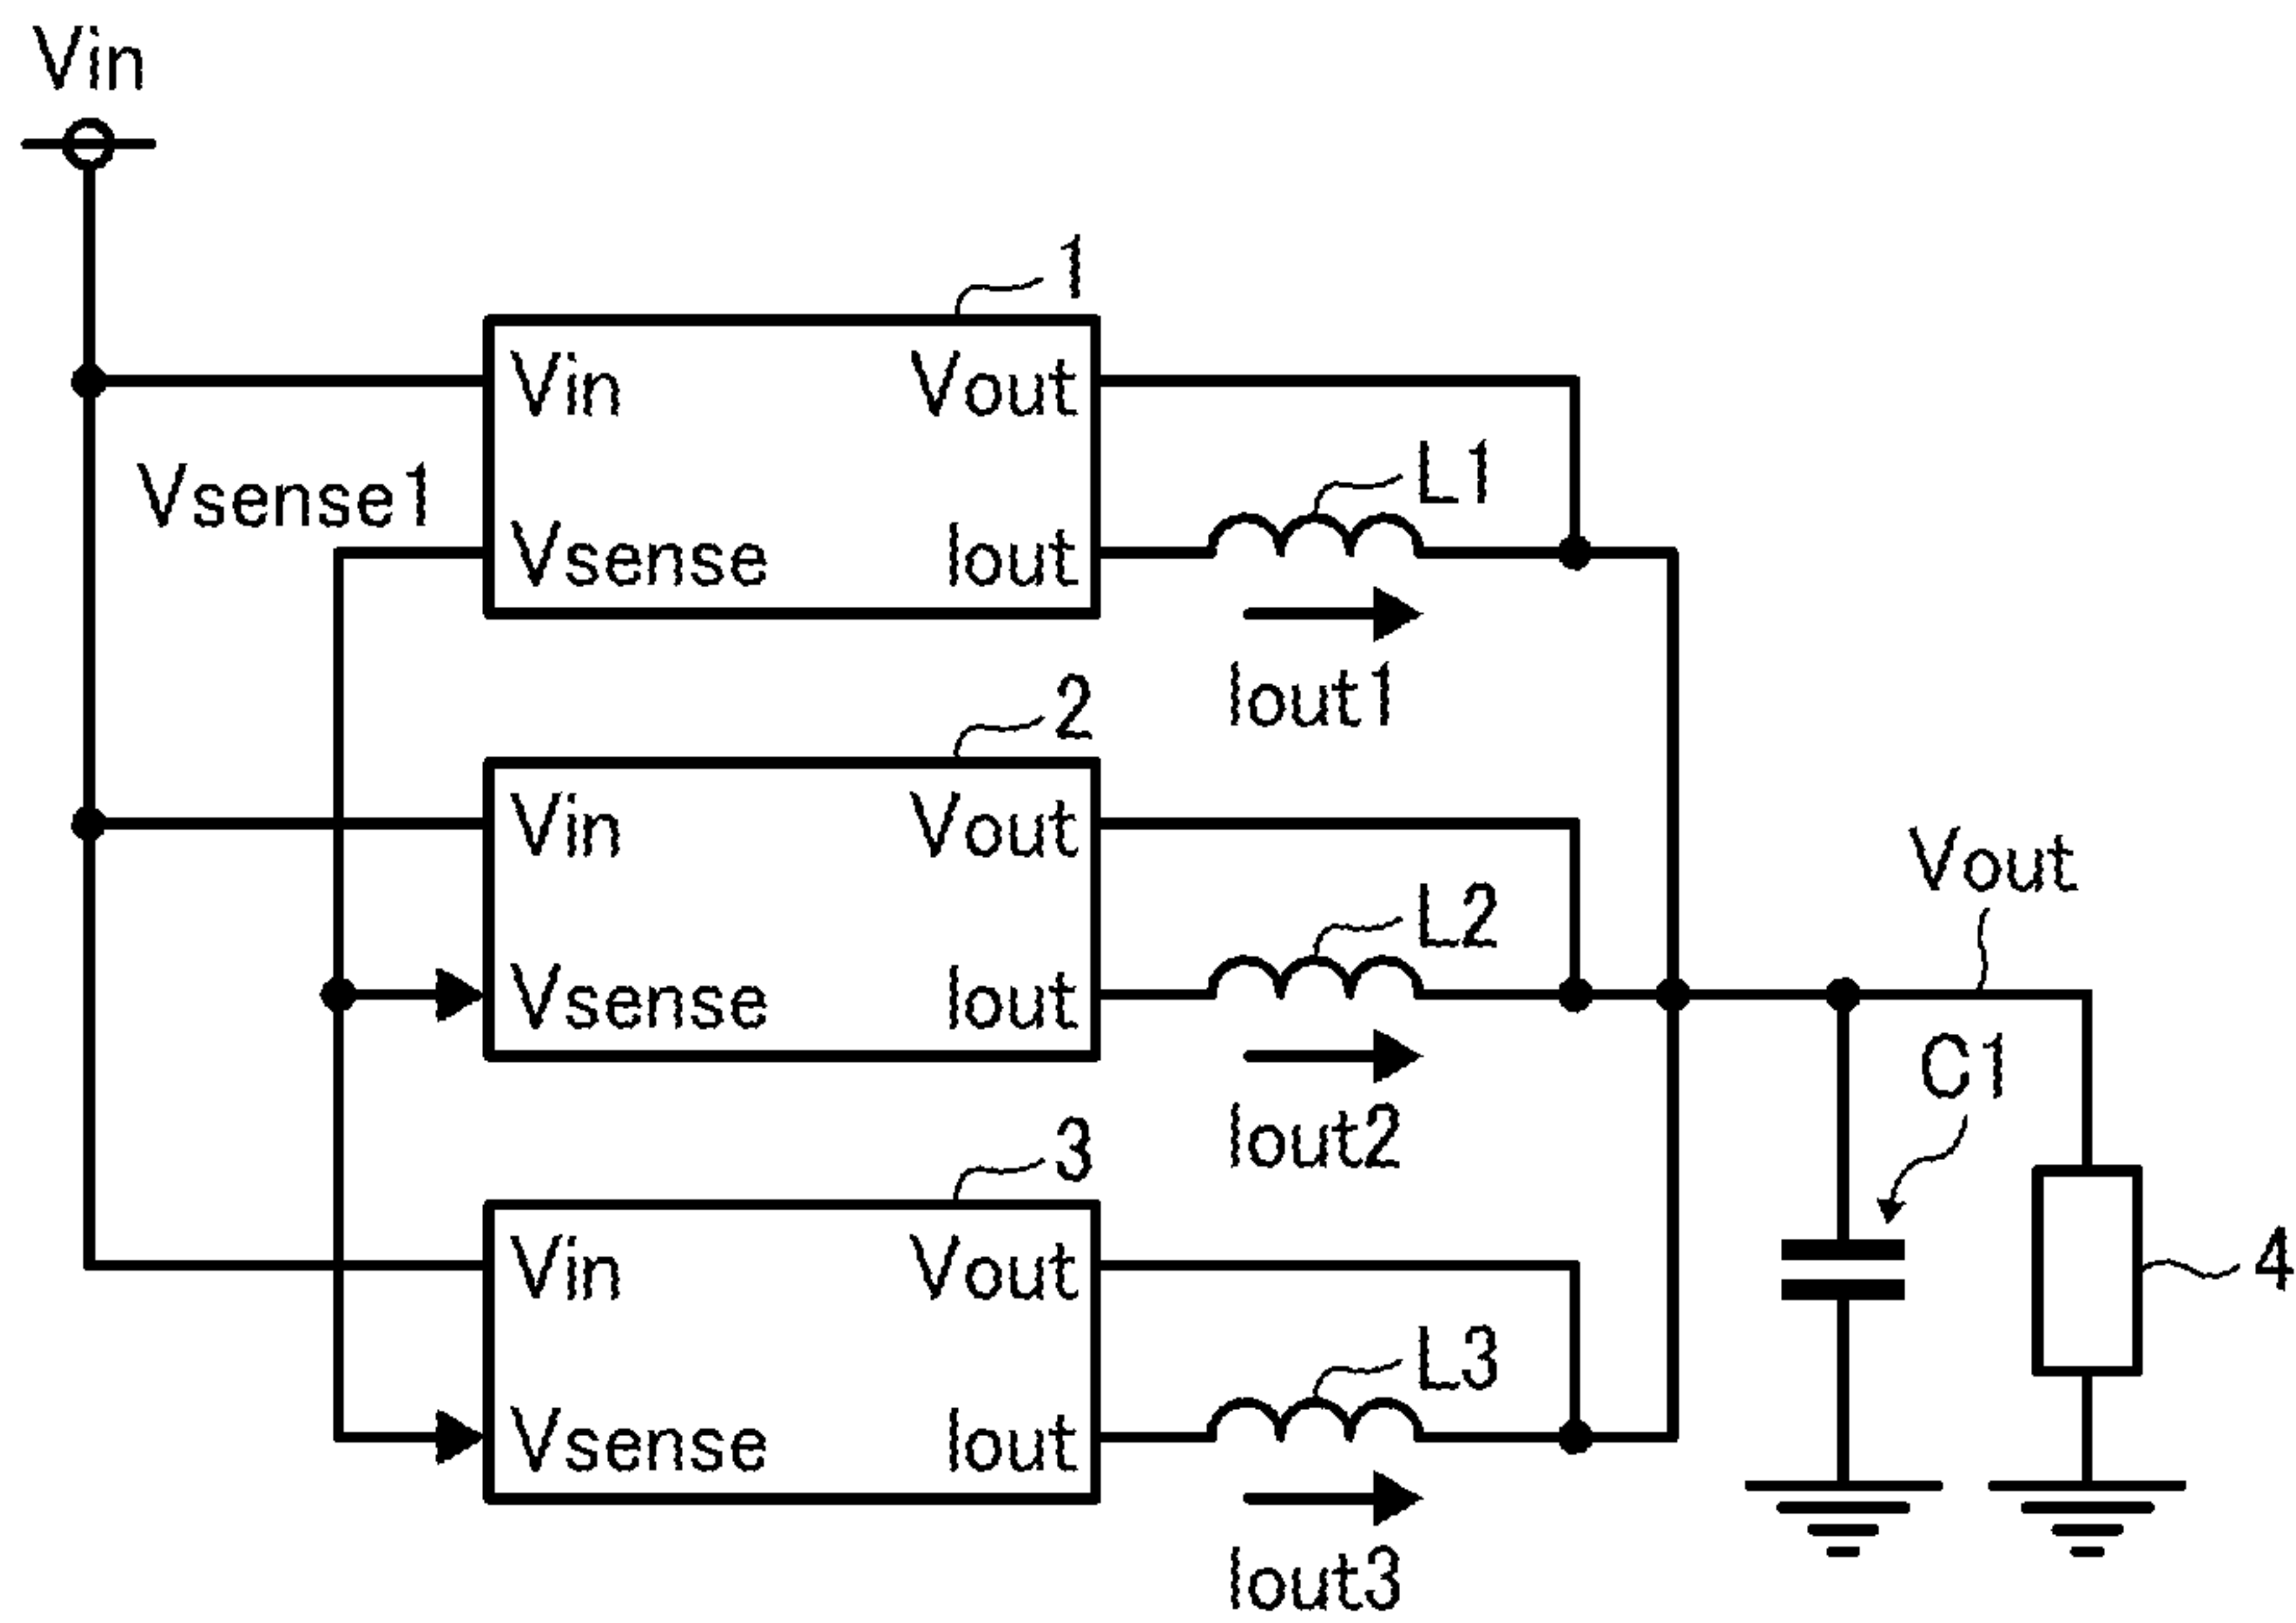 Vin
1
Vin Vout
Vsense1
L1
Vsense Iout
Iout1
2
Vin Vout
Vout
L2
Vsense Iout
C1
Iout2
3
Vin Vout
4
L3
Vsense Iout
Iout3